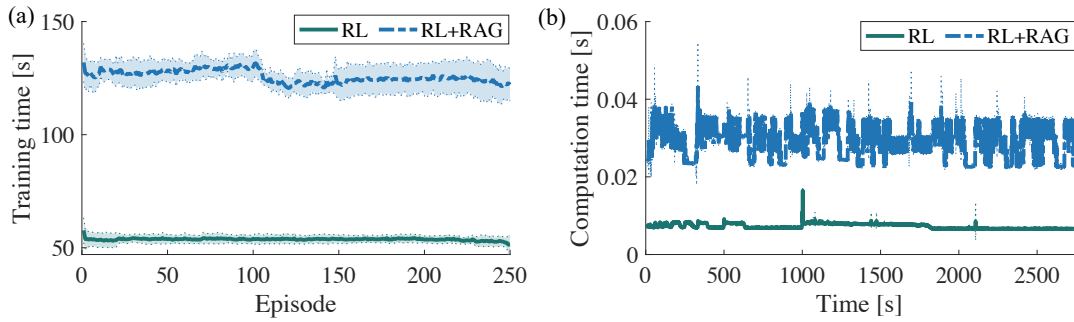 (a)
RL RL+RAG
Training time [s]
150
100
50
0 50 100 150 200 250
Episode
(b)
RL RL+RAG
Computation time [s]
0.06
0.04
0.02
0
0 500 1000 1500 2000 2500
Time [s]